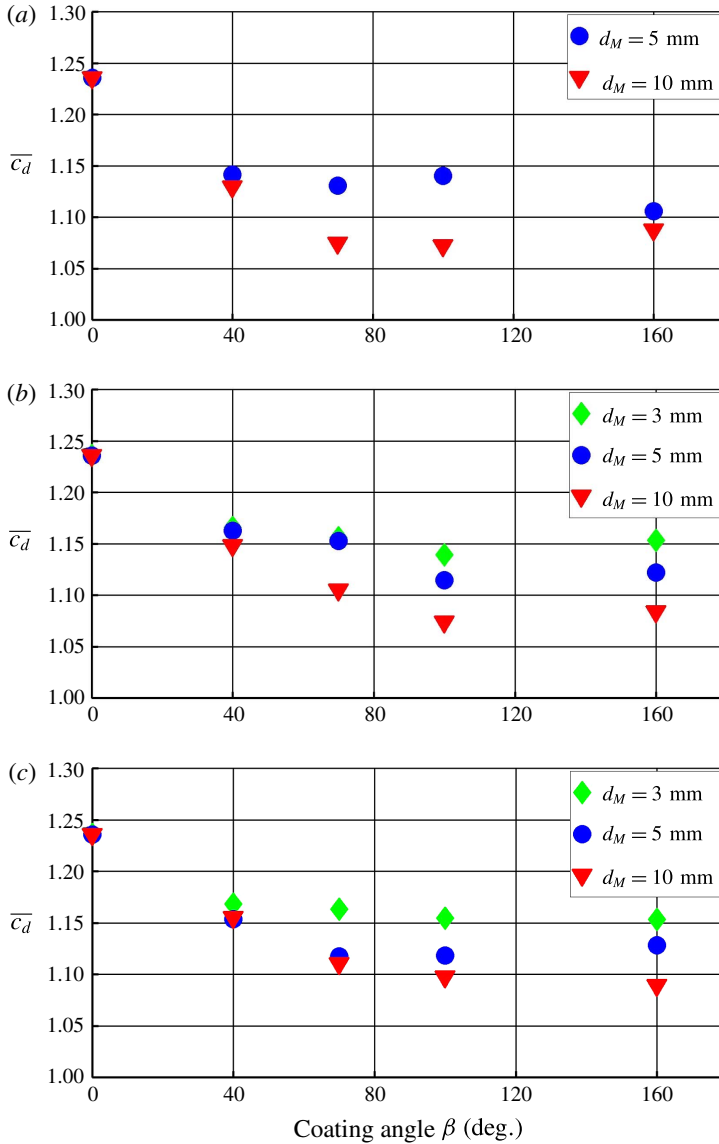 (a)
1.30
1.25
1.20
1.15
1.10
1.05
1.00
c_d
d_M = 5 mm
d_M = 10 mm
0 40 80 120 160
(b)
1.30
1.25
1.20
1.15
1.10
1.05
1.00
c_d
d_M = 3 mm
d_M = 5 mm
d_M = 10 mm
0 40 80 120 160
(c)
1.30
1.25
1.20
1.15
1.10
1.05
1.00
c_d
d_M = 3 mm
d_M = 5 mm
d_M = 10 mm
0 40 80 120 160
Coating angle β (deg.)